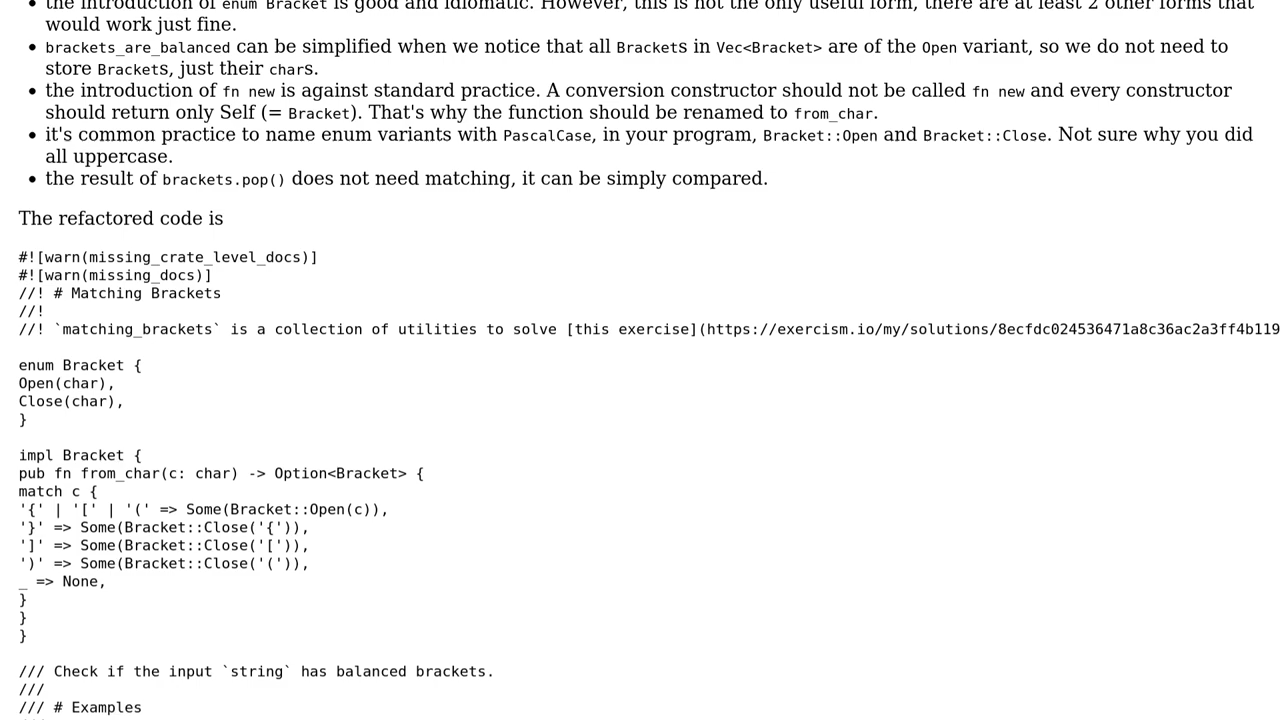 the introduction of enum Bracket is good and idiomatic. However, this is not the only useful form, there are at least 2 other forms that
would work just fine.
brackets_are_balanced can be simplified when we notice that all Brackets in Vec<Bracket> are of the Open variant, so we do not need to
store Brackets, just their chars.
the introduction of fn new is against standard practice. A conversion constructor should not be called fn new and every constructor
should return only Self (= Bracket). That's why the function should be renamed to from_char.
it's common practice to name enum variants with PascalCase, in your program, Bracket::Open and Bracket::Close. Not sure why you did
all uppercase.
the result of brackets.pop() does not need matching, it can be simply compared.
The refactored code is
#![warn(missing_crate_level_docs)]
#![warn(missing_docs)]
//! # Matching Brackets
//!
//! `matching_brackets` is a collection of utilities to solve [this exercise](https://exercism.io/my/solutions/8ecfdc024536471a8c36ac2a3ff4b119
enum Bracket {
Open(char),
Close(char),
}
impl Bracket {
pub fn from_char(c: char) -> Option<Bracket> {
match c {
'{' | '[' | '(' => Some(Bracket::Open(c)),
'}' => Some(Bracket::Close('{')),
']' => Some(Bracket::Close('[')),
')' => Some(Bracket::Close('(')),
_ => None,
}
}
}
/// Check if the input `string` has balanced brackets.
///
/// # Examples